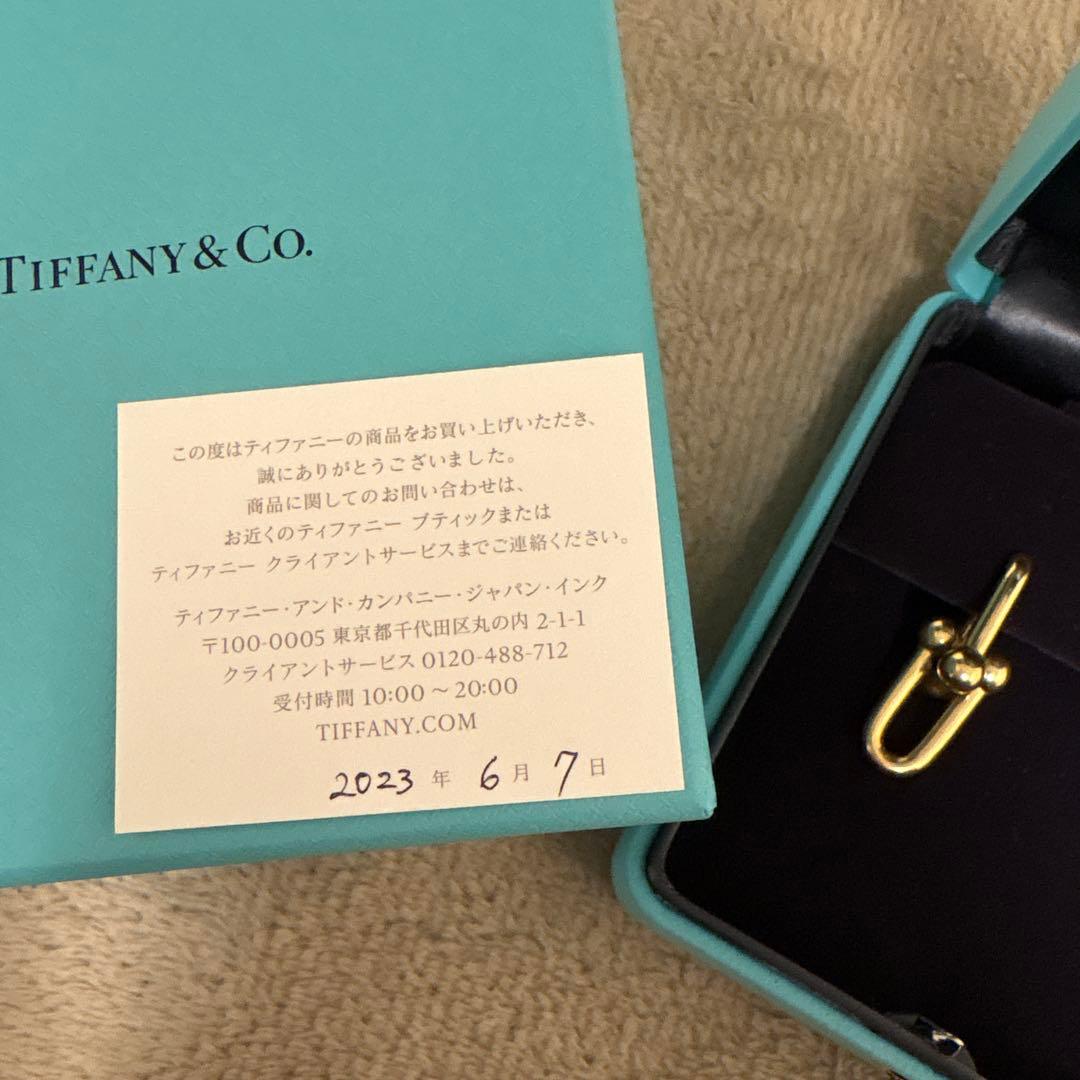 TIFFANY & CO.
この度はティファニーの商品をお買い上げいただき、
誠にありがとうございました。
商品に関してのお問い合わせは、
お近くのティファニー ブティックまたは
ティファニー クライアントサービスまでご連絡ください。
ティファニー・アンド・カンパニー・ジャパン・インク
〒100-0005 東京都千代田区丸の内 2-1-1
クライアントサービス 0120-488-712
受付時間 10:00 ～ 20:00
TIFFANY.COM
2023 年 6 月 7 日